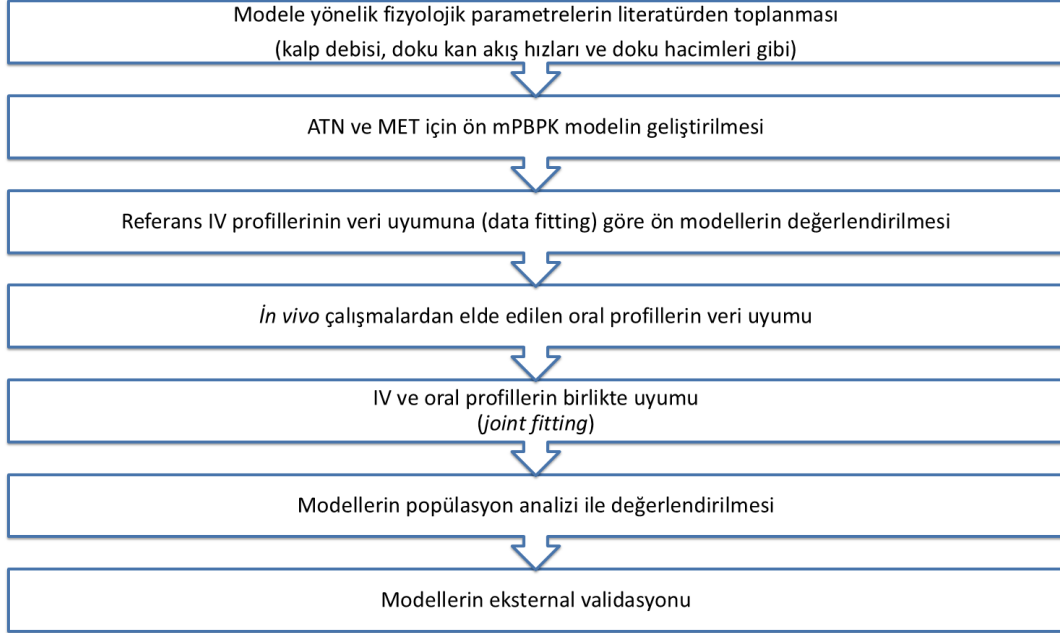 Modele yönelik fizyolojik parametrelerin literatürden toplanması
(kalp debisi, doku kan akış hızları ve doku hacimleri gibi)
ATN ve MET için ön mPBPK modelin geliştirilmesi
Referans IV profillerinin veri uyumuna (data fitting) göre ön modellerin değerlendirilmesi
İn vivo çalışmalardan elde edilen oral profillerin veri uyumu
IV ve oral profillerin birlikte uyumu
(joint fitting)
Modellerin popülasyon analizi ile değerlendirilmesi
Modellerin eksternal validasyonu